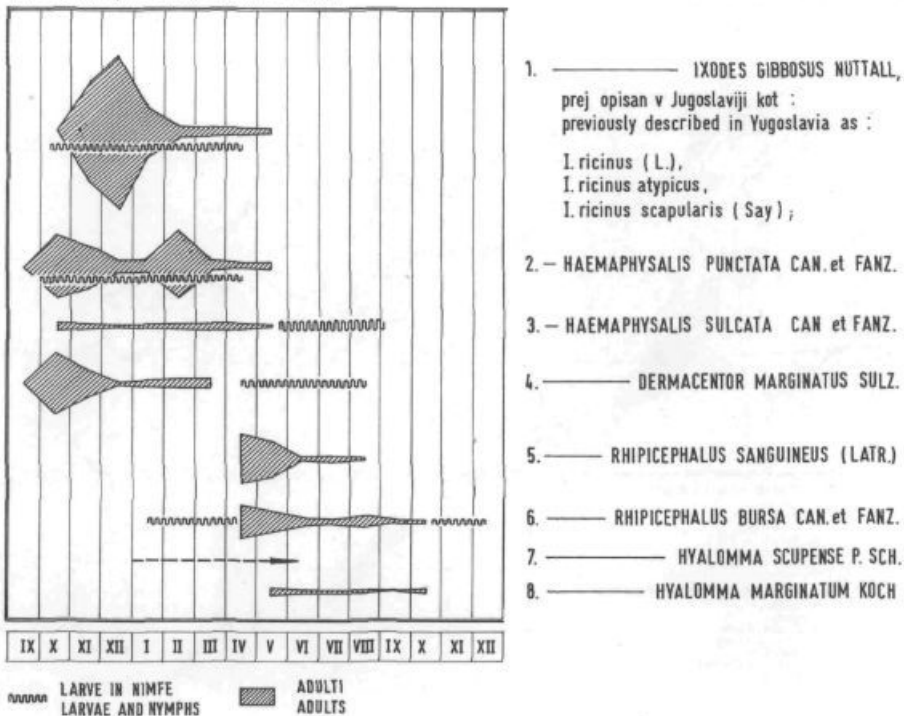 1. IXODES GIBBOSUS NUTTALL,
prej opisan v Jugoslaviji kot :
previously described in Yugoslavia as :
I. ricinus ( L.),
I. ricinus atypicus,
I. ricinus scapularis ( Say ) ;
2. – HAEMAPHYSALIS PUNCTATA CAN. et FANZ.
3. – HAEMAPHYSALIS SULCATA CAN et FANZ.
4. DERMACENTOR MARGINATUS SULZ.
5. RHIPICEPHALUS SANGUINEUS (LATR.)
6. RHIPICEPHALUS BURSA CAN. et FANZ.
7. HYALOMMA SCUPENSE P. SCH.
8. HYALOMMA MARGINATUM KOCH
IX X XI XII I II III IV V VI VII VIII IX X XI XII
LARVE IN NIMFE
LARVAE AND NYMPHS
ADULTI
ADULTS